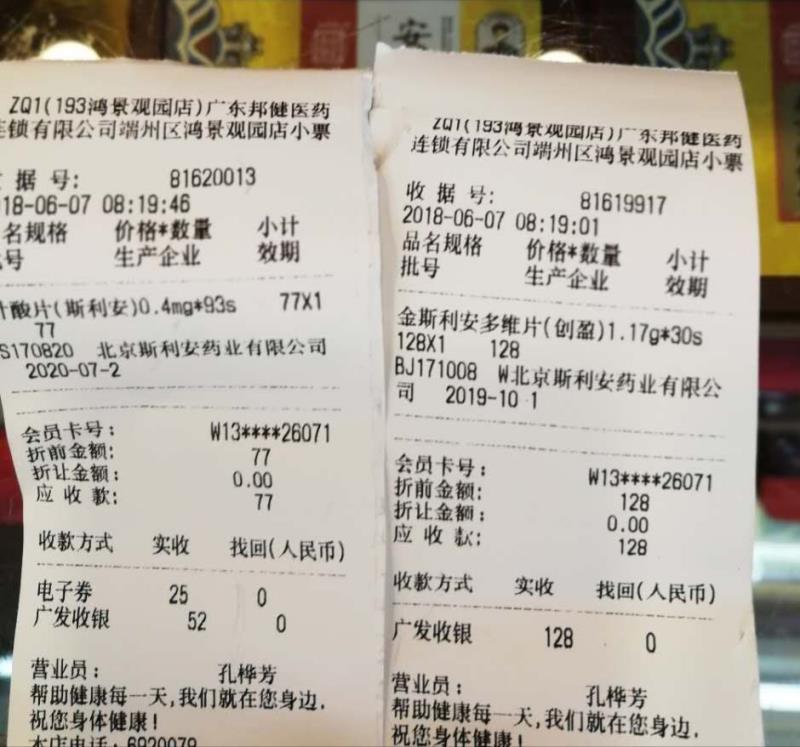 ZQ1(193鸿景观园店)广东邦健医药
连锁有限公司端州区鸿景观园店小票
据 号: 81620013
18-06-07 08:19:46
名规格 价格*数量 小计
号 生产企业 效期
酸片(斯利安)0.4mg*93s 77X1
77
S170820 北京斯利安药业有限公司
2020-07-2
会员卡号: W13****26071
折前金额: 77
折让金额: 0.00
应 收 款: 77
收款方式 实收 找回(人民币)
电子券 25 0
广发收银 52 0
营业员: 孔桦芳
帮助健康每一天,我们就在您身边.
祝您身体健康!
本店电话: 6920079
ZQ1(193鸿景观园店)广东邦健医药
连锁有限公司端州区鸿景观园店小票
收 据 号: 81619917
2018-06-07 08:19:01
品名规格 价格*数量 小计
批号 生产企业 效期
金斯利安多维片(创盈)1.17g*30s
128X1 128
BJ171008 W北京斯利安药业有限公
司 2019-10 1
会员卡号: W13****26071
折前金额: 128
折让金额: 0.00
应 收 款: 128
收款方式 实收 找回(人民币)
广发收银 128 0
营业员: 孔桦芳
帮助健康每一天,我们就在您身边.
祝您身体健康!
安